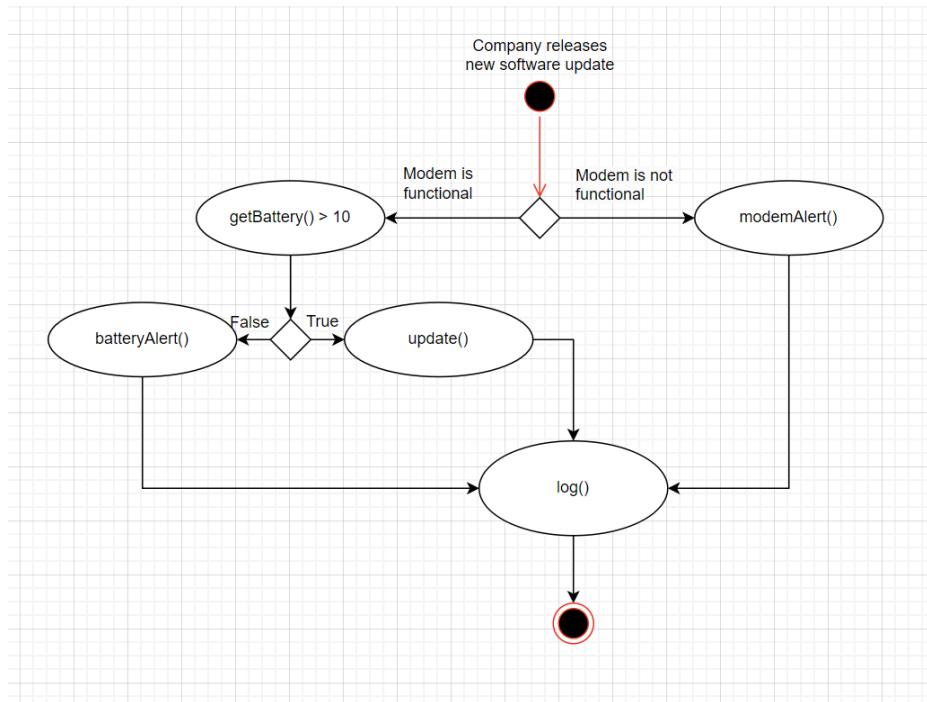 Company releases
new software update
Modem is
functional
Modem is not
functional
getBattery() > 10
modemAlert()
False
True
batteryAlert()
update()
log()